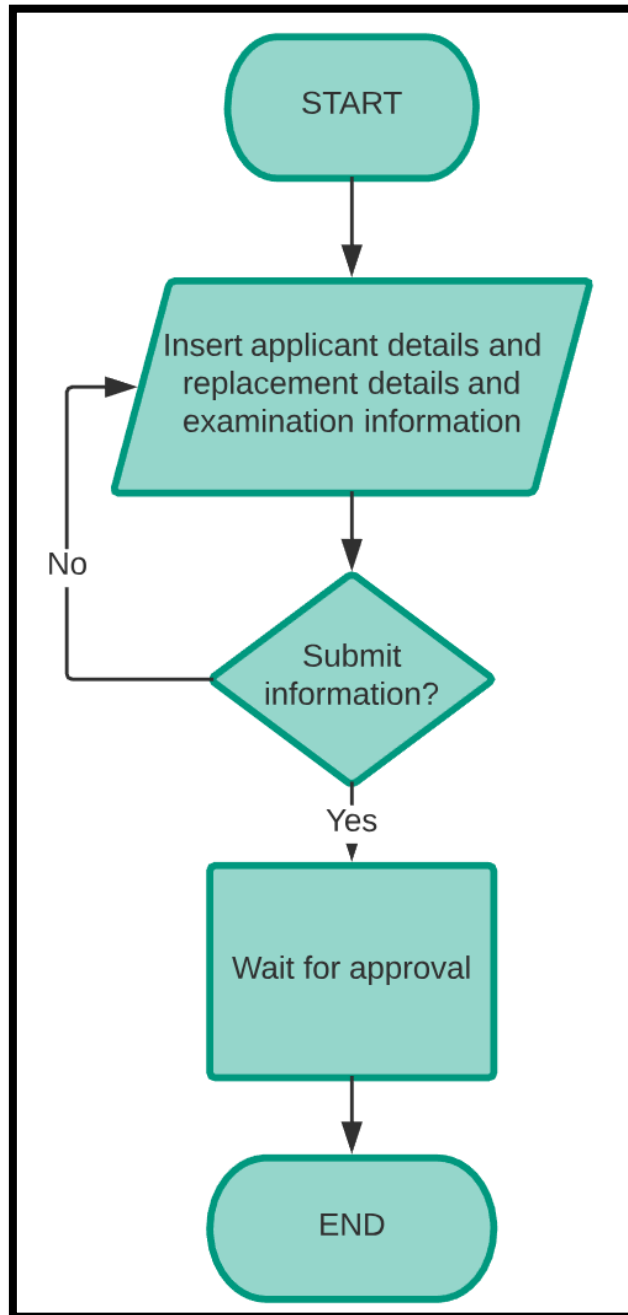 START
Insert applicant details and
replacement details and
examination information
No
Submit
information?
Yes
Wait for approval
END